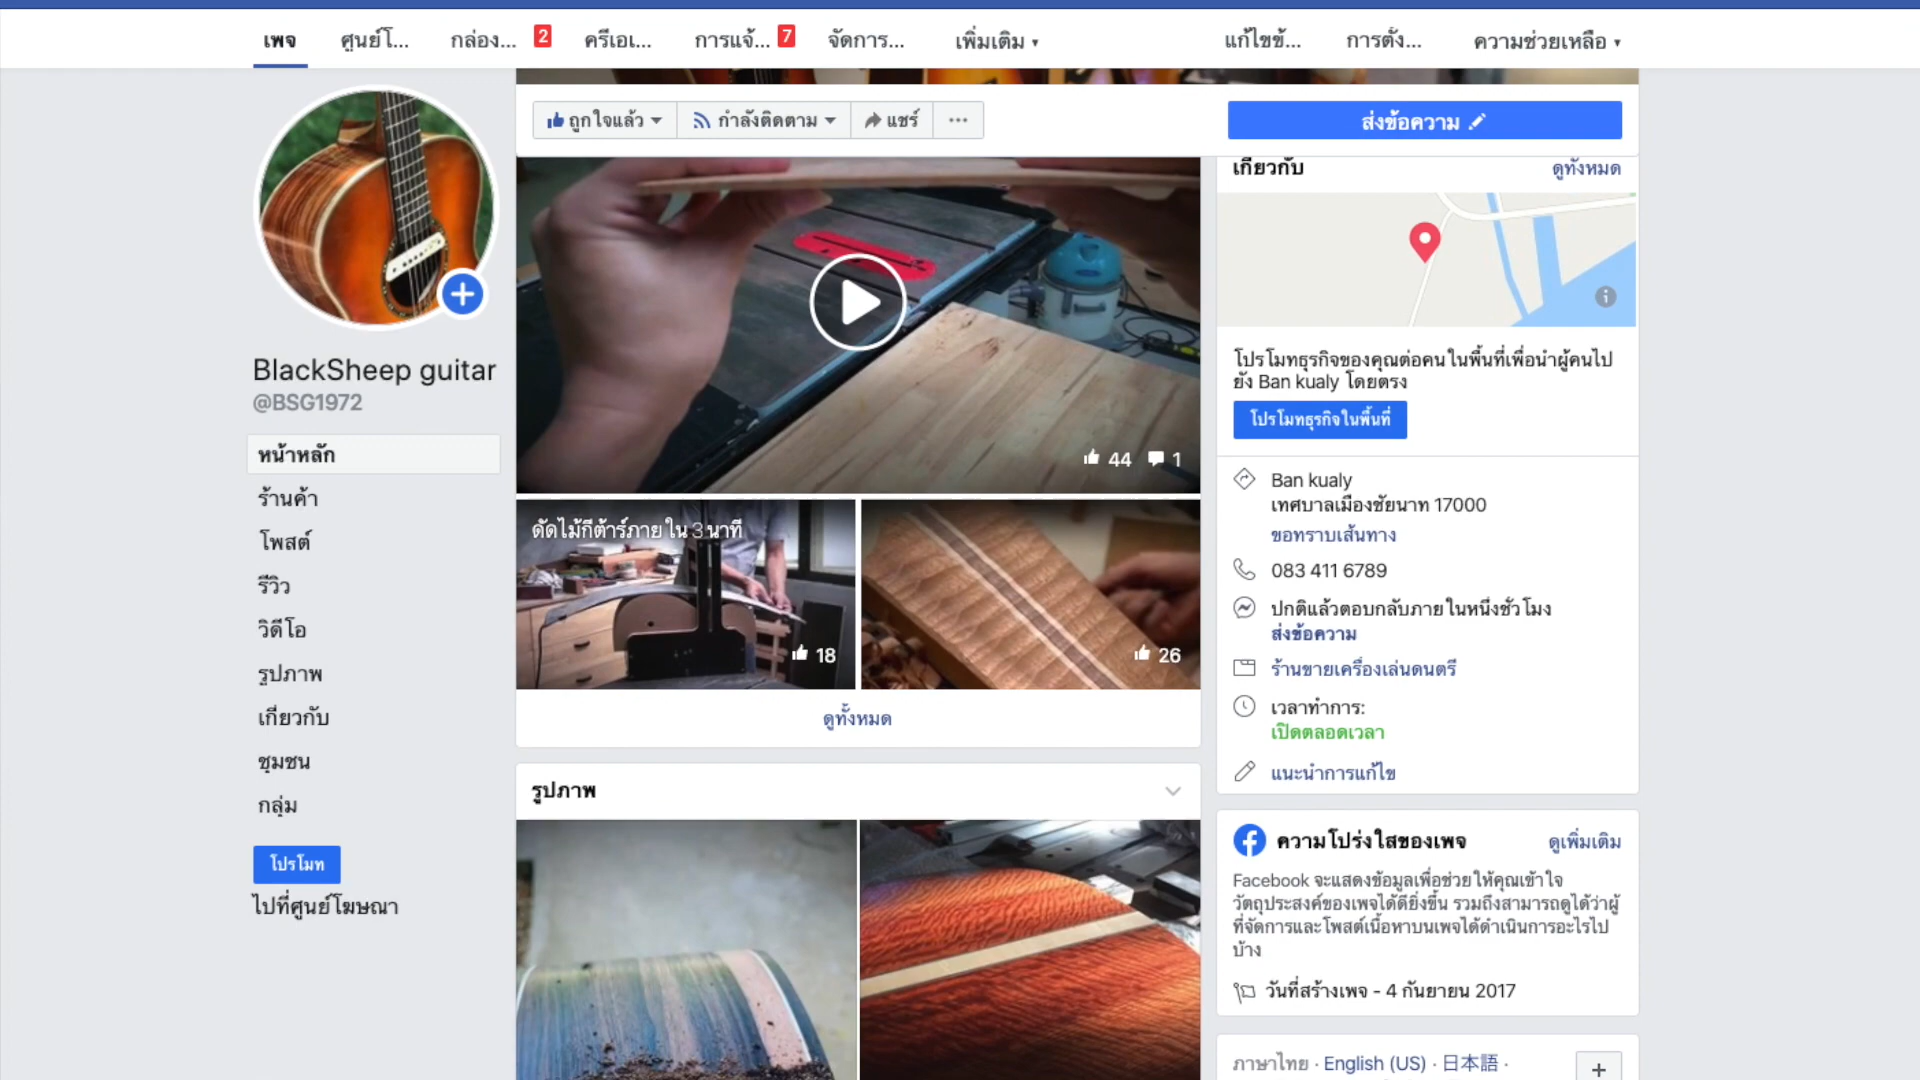 เพจ
ศูนย์โ...
กล่อง...
2
ครีเอเ...
การแจ้...
7
จัดการ...
เพิ่มเติม
แก้ไขข้...
การตั้ง...
ความช่วยเหลือ
ถูกใจแล้ว
กำลังติดตาม
แชร์
ส่งข้อความ
BlackSheep guitar
@BSG1972
หน้าหลัก
ร้านค้า
โพสต์
รีวิว
วิดีโอ
รูปภาพ
เกี่ยวกับ
ชุมชน
กลุ่ม
โปรโมท
ไปที่ศูนย์โฆษณา
44
1
ดัดไม้กีต้าร์ภายใน 3 นาที
18
26
ดูทั้งหมด
รูปภาพ
เกี่ยวกับ
ดูทั้งหมด
โปรโมทธุรกิจของคุณต่อคนในพื้นที่เพื่อนำผู้คนไป
ยัง Ban kualy โดยตรง
โปรโมทธุรกิจในพื้นที่
Ban kualy
เทศบาลเมืองชัยนาท 17000
ขอทราบเส้นทาง
083 411 6789
ปกติแล้วตอบกลับภายในหนึ่งชั่วโมง
ส่งข้อความ
ร้านขายเครื่องเล่นดนตรี
เวลาทำการ:
เปิดตลอดเวลา
แนะนำการแก้ไข
ความโปร่งใสของเพจ
ดูเพิ่มเติม
Facebook จะแสดงข้อมูลเพื่อช่วยให้คุณเข้าใจ
วัตถุประสงค์ของเพจได้ดียิ่งขึ้น รวมถึงสามารถดูได้ว่าผู้
ที่จัดการและโพสต์เนื้อหาบนเพจได้ดำเนินการอะไรไป
บ้าง
วันที่สร้างเพจ - 4 กันยายน 2017
ภาษาไทย · English (US) · 日本語 ·